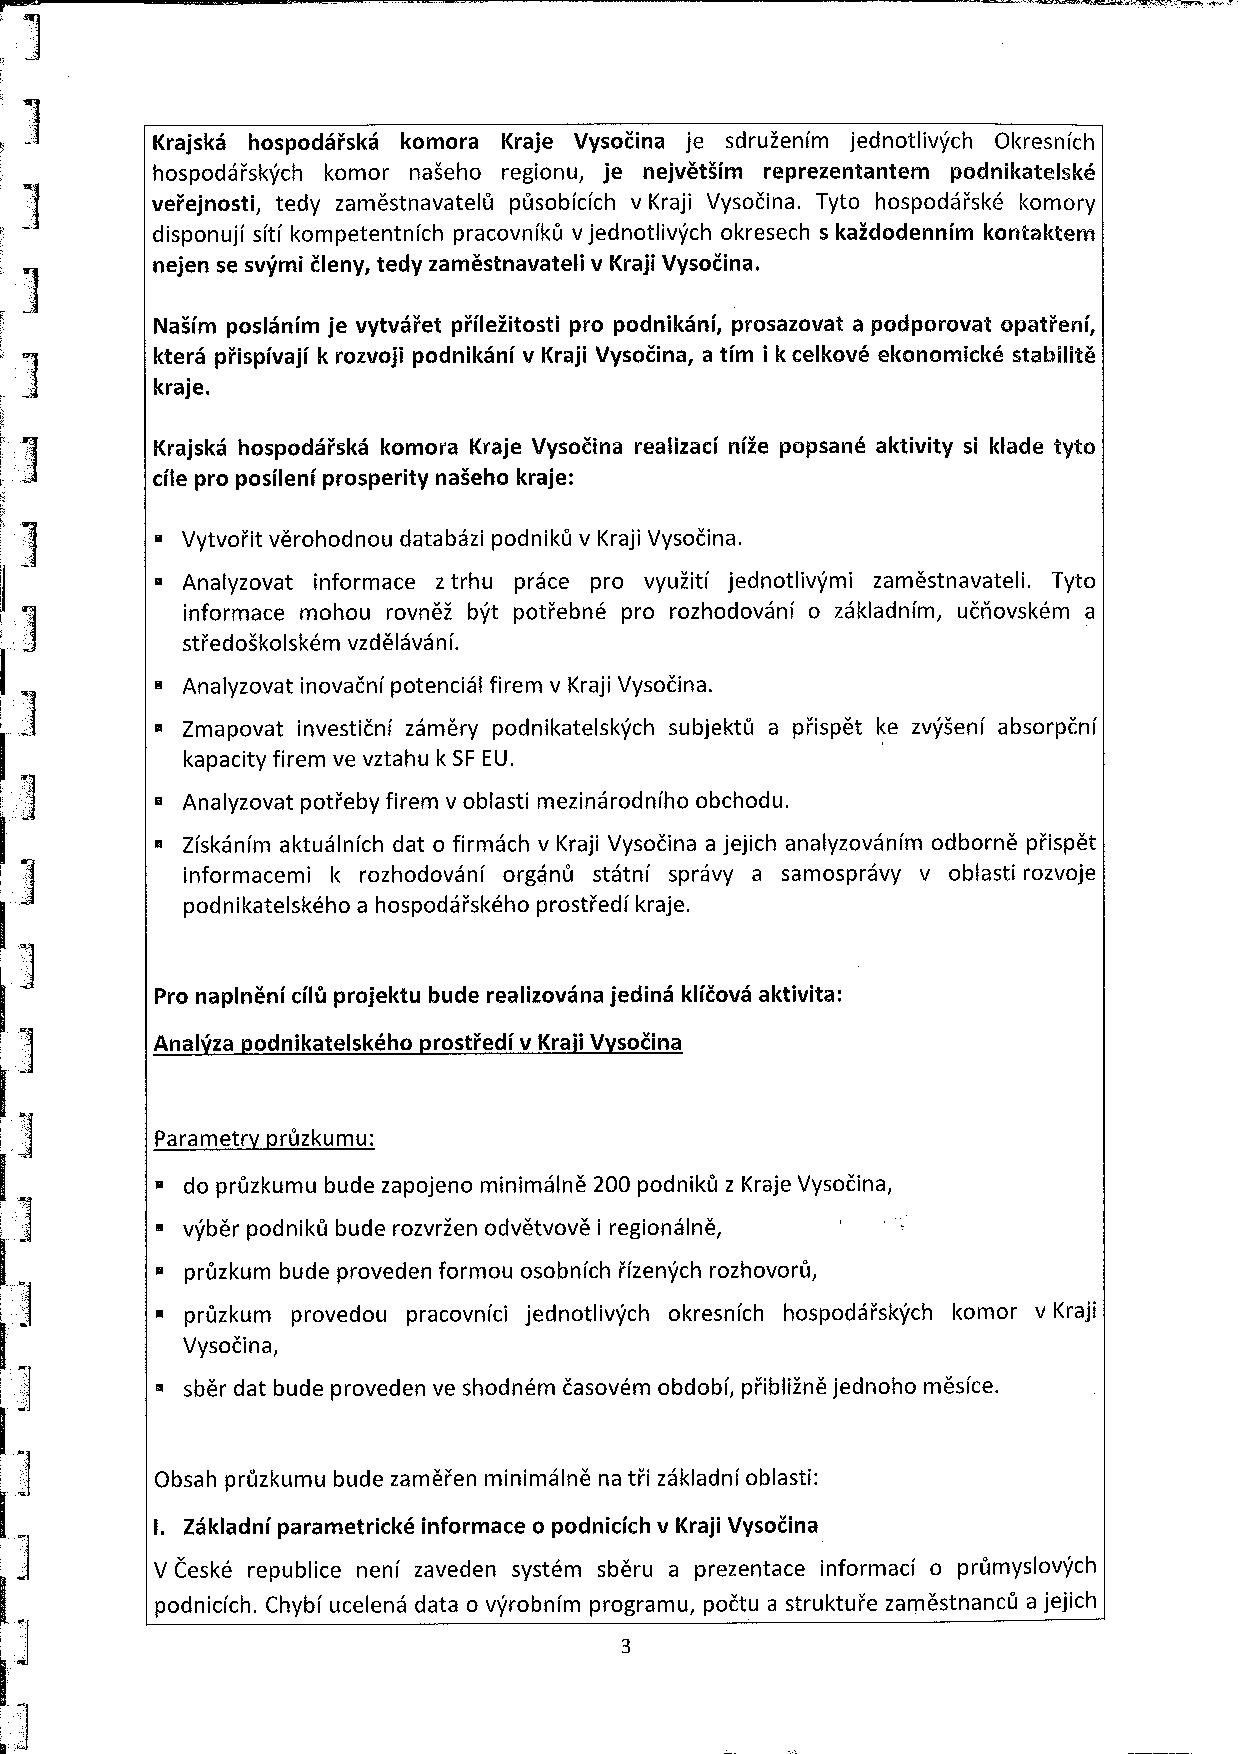 Krajská hospodářská komora Kraje Vysočina je sdružením jednotlivých Okresních
hospodářských komor našeho regionu, je největším reprezentantem podnikatelské
veřejnosti, tedy zaměstnavatelů působících v Kraji Vysočina. Tyto hospodářské komory
disponují sítí kompetentních pracovníků v jednotlivých okresech s každodenním kontaktem
nejen se svými členy, tedy zaměstnavateli v Kraji Vysočina.
Naším posláním je vytvářet příležitosti pro podnikání, prosazovat a podporovat opatření,
která přispívají k rozvoji podnikání v Kraji Vysočina, a tím i k celkové ekonomické stabilitě
kraje.
Krajská hospodářská komora Kraje Vysočina realizací níže popsané aktivity si klade tyto
cíle pro posílení prosperity našeho kraje:
▪ Vytvořit věrohodnou databázi podniků v Kraji Vysočina.
▪ Analyzovat informace z trhu práce pro využití jednotlivými zaměstnavateli. Tyto
informace mohou rovněž být potřebné pro rozhodování o základním, učňovském a
středoškolském vzdělávání.
▪ Analyzovat inovační potenciál firem v Kraji Vysočina.
▪ Zmapovat investiční záměry podnikatelských subjektů a přispět ke zvýšení absorpční
kapacity firem ve vztahu k SF EU.
▪ Analyzovat potřeby firem v oblasti mezinárodního obchodu.
▪ Získáním aktuálních dat o firmách v Kraji Vysočina a jejich analyzováním odborně přispět
informacemi k rozhodování orgánů státní správy a samosprávy v oblasti rozvoje
podnikatelského a hospodářského prostředí kraje.
Pro naplnění cílů projektu bude realizována jediná klíčová aktivita:
Analýza podnikatelského prostředí v Kraji Vysočina
Parametry průzkumu:
▪ do průzkumu bude zapojeno minimálně 200 podniků z Kraje Vysočina,
▪ výběr podniků bude rozvržen odvětvově i regionálně,
▪ průzkum bude proveden formou osobních řízených rozhovorů,
▪ průzkum provedou pracovníci jednotlivých okresních hospodářských komor v Kraji
Vysočina,
▪ sběr dat bude proveden ve shodném časovém období, přibližně jednoho měsíce.
Obsah průzkumu bude zaměřen minimálně na tři základní oblasti:
I. Základní parametrické informace o podnicích v Kraji Vysočina
V České republice není zaveden systém sběru a prezentace informací o průmyslových
podnicích. Chybí ucelená data o výrobním programu, počtu a struktuře zaměstnanců a jejich
3